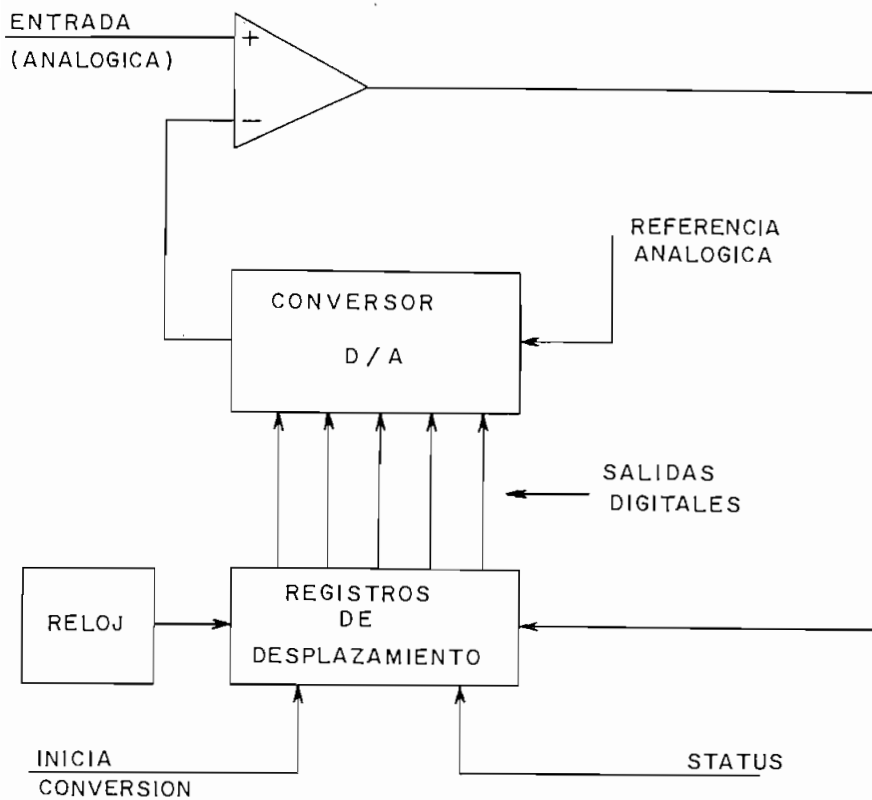 ENTRADA
(ANALOGICA)
+
−
REFERENCIA
ANALOGICA
CONVERSOR
D / A
SALIDAS
DIGITALES
RELOJ
REGISTROS
DE
DESPLAZAMIENTO
INICIA
CONVERSION
STATUS